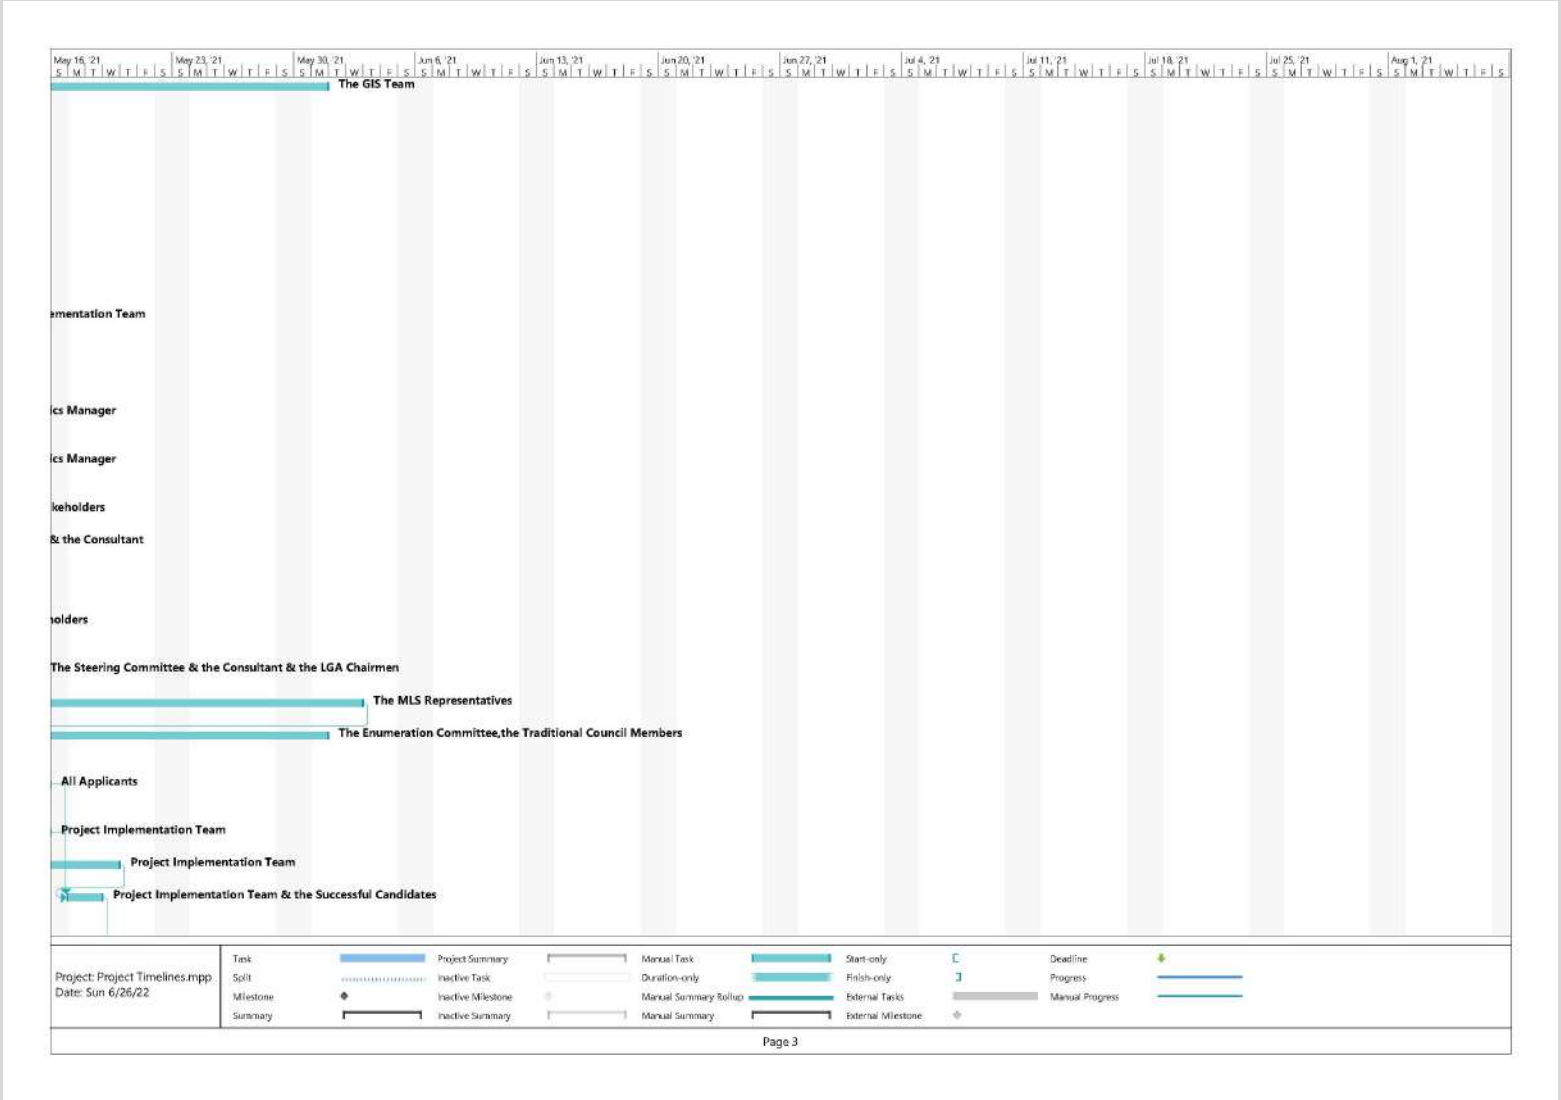 May 16, '21 May 23, '21 May 30, '21 Jun 6, '21 Jun 13, '21 Jun 20, '21 Jun 27, '21 Jul 4, '21 Jul 11, '21 Jul 18, '21 Jul 25, '21 Aug 1, '21
S M T W T F S S M T W T F S S M T W T F S S M T W T F S S M T W T F S S M T W T F S S M T W T F S S M T W T F S S M T W T F S S M T W T F S S M T W T F S S M T W T F S
The GIS Team
ementation Team
ics Manager
ics Manager
keholders
& the Consultant
holders
The Steering Committee & the Consultant & the LGA Chairmen
The MLS Representatives
The Enumeration Committee,the Traditional Council Members
All Applicants
Project Implementation Team
Project Implementation Team
Project Implementation Team & the Successful Candidates
Project: Project Timelines.mpp
Date: Sun 6/26/22
Task Project Summary Manual Task Start-only Deadline
Split Inactive Task Duration-only Finish-only Progress
Milestone Inactive Milestone Manual Summary Rollup External Tasks Manual Progress
Summary Inactive Summary Manual Summary External Milestone
Page 3